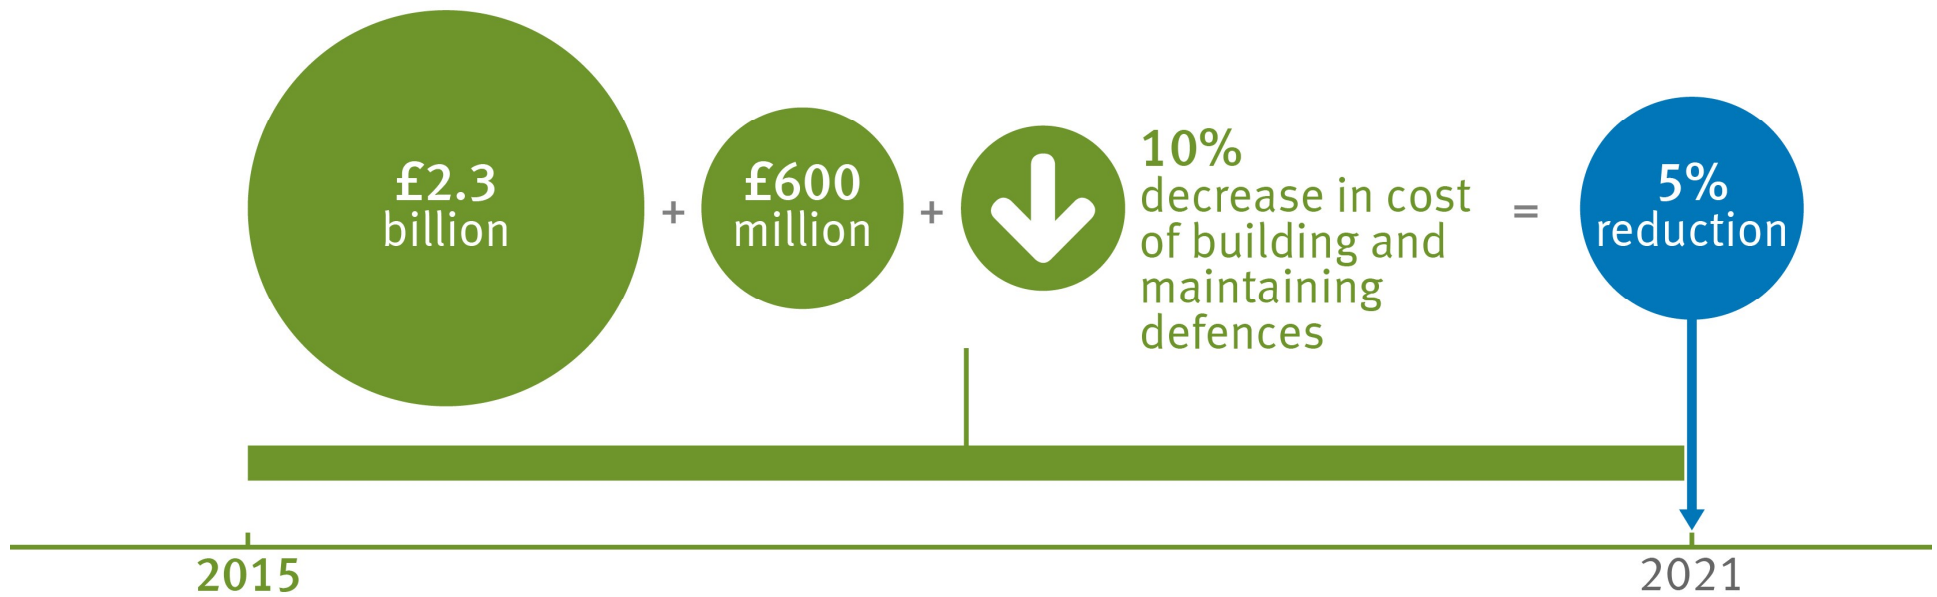 £2.3
billion
+
£600
million
+
10%
decrease in cost
of building and
maintaining
defences
=
5%
reduction
2015
2021